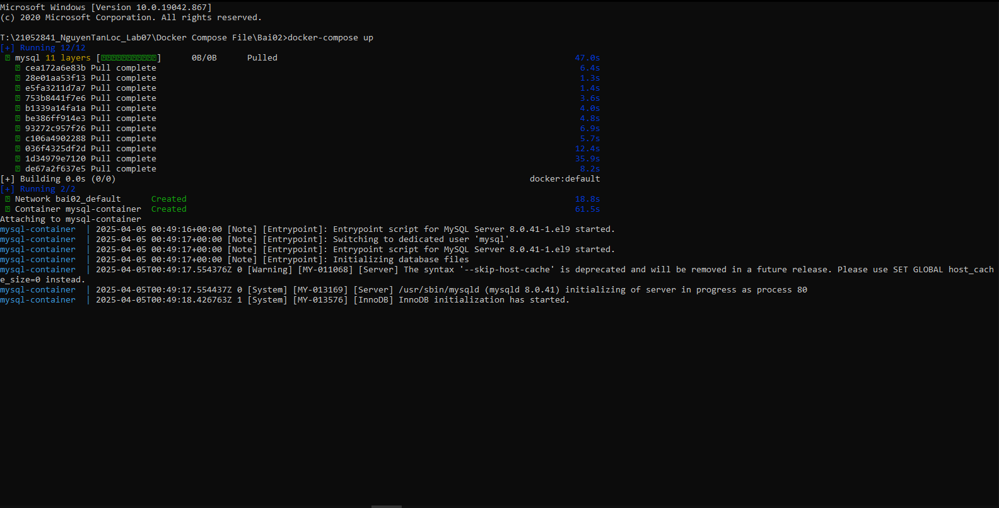 Microsoft Windows [Version 10.0.19042.867]
(c) 2020 Microsoft Corporation. All rights reserved.
T:\21052841_NguyenTanLoc_Lab07\Docker Compose File\Bai02>docker-compose up
[+] Running 12/12
mysql 11 layers [] 0B/0B Pulled 47.0s
cea172a6e83b Pull complete 6.4s
28e01aa53f13 Pull complete 1.3s
e5fa3211d7a7 Pull complete 1.4s
753b8441f7e6 Pull complete 3.6s
b1339a14fa1a Pull complete 4.0s
be386ff914e3 Pull complete 4.8s
93272c957f26 Pull complete 6.9s
c106a4902288 Pull complete 5.7s
036f4325df2d Pull complete 12.4s
1d34979e7120 Pull complete 35.9s
de67a2f637e5 Pull complete 8.2s
[+] Building 0.0s (0/0) docker:default
[+] Running 2/2
Network bai02_default Created 18.8s
Container mysql-container Created 61.5s
Attaching to mysql-container
mysql-container | 2025-04-05 00:49:16+00:00 [Note] [Entrypoint]: Entrypoint script for MySQL Server 8.0.41-1.el9 started.
mysql-container | 2025-04-05 00:49:17+00:00 [Note] [Entrypoint]: Switching to dedicated user 'mysql'
mysql-container | 2025-04-05 00:49:17+00:00 [Note] [Entrypoint]: Entrypoint script for MySQL Server 8.0.41-1.el9 started.
mysql-container | 2025-04-05 00:49:17+00:00 [Note] [Entrypoint]: Initializing database files
mysql-container | 2025-04-05T00:49:17.554376Z 0 [Warning] [MY-011068] [Server] The syntax '--skip-host-cache' is deprecated and will be removed in a future release. Please use SET GLOBAL host_cach
e_size=0 instead.
mysql-container | 2025-04-05T00:49:17.554437Z 0 [System] [MY-013169] [Server] /usr/sbin/mysqld (mysqld 8.0.41) initializing of server in progress as process 80
mysql-container | 2025-04-05T00:49:18.426763Z 1 [System] [MY-013576] [InnoDB] InnoDB initialization has started.